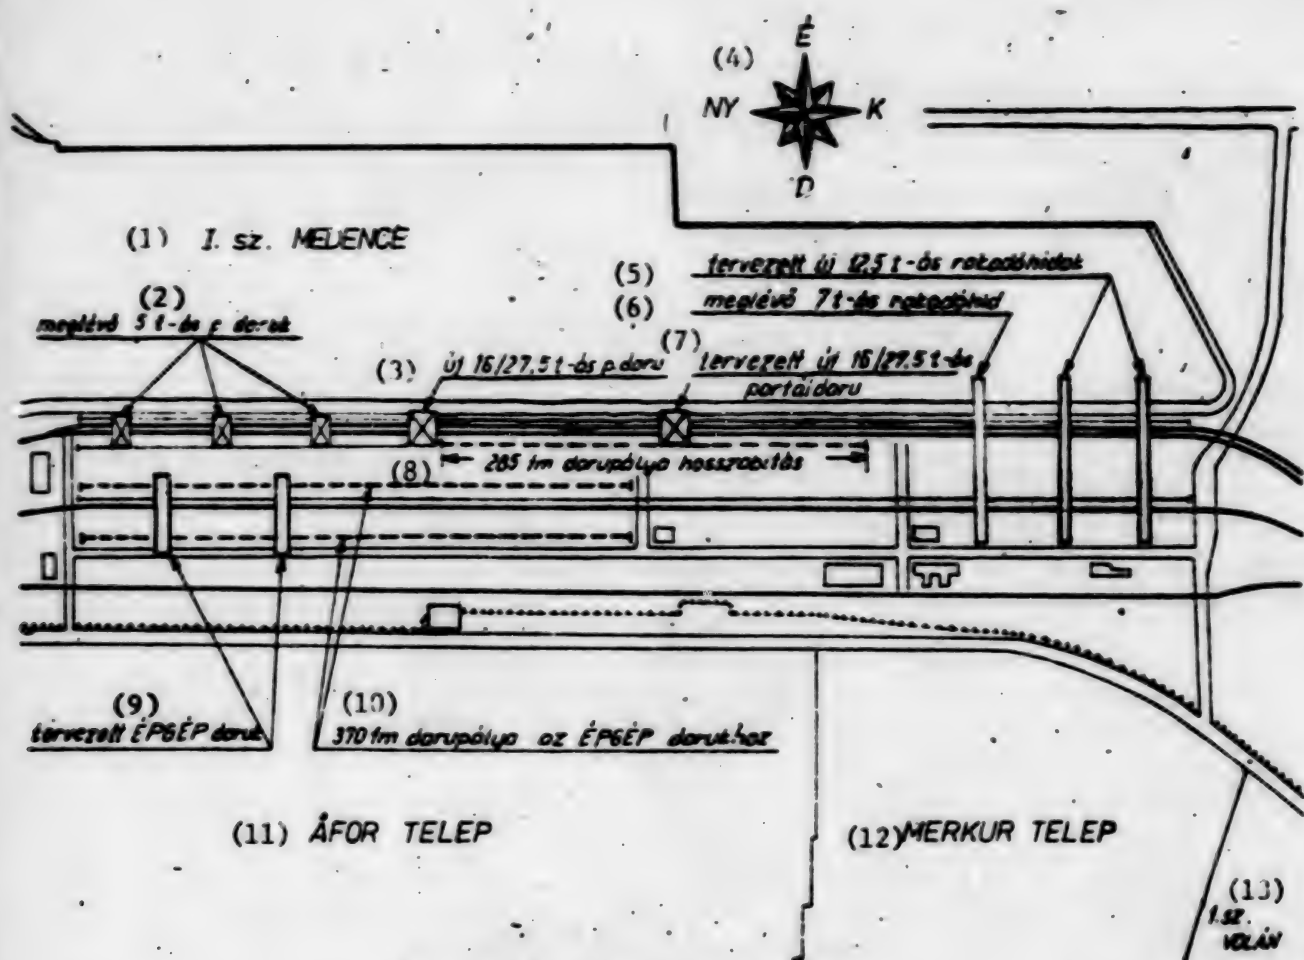 (4)
É
NY
K
D
(1) I. sz. MEDENCE
(2)
meglévő 5 t-ás p. daruk
(5) tervezett új 12,5 t-ás rakodóhidak
(6) meglévő 7 t-ás rakodóhíd
(3) új 16/27,5 t-ás p. daru
(7) tervezett új 16/27,5 t-ás
portáldaru
285 fm darupálya hosszabítás
(8)
(9)
tervezett ÉPGÉP daruk
(10)
370 fm darupálya az ÉPGÉP darukhoz
(11) ÁFOR TELEP
(12) MERKUR TELEP
(13)
1. sz.
VOLÁN